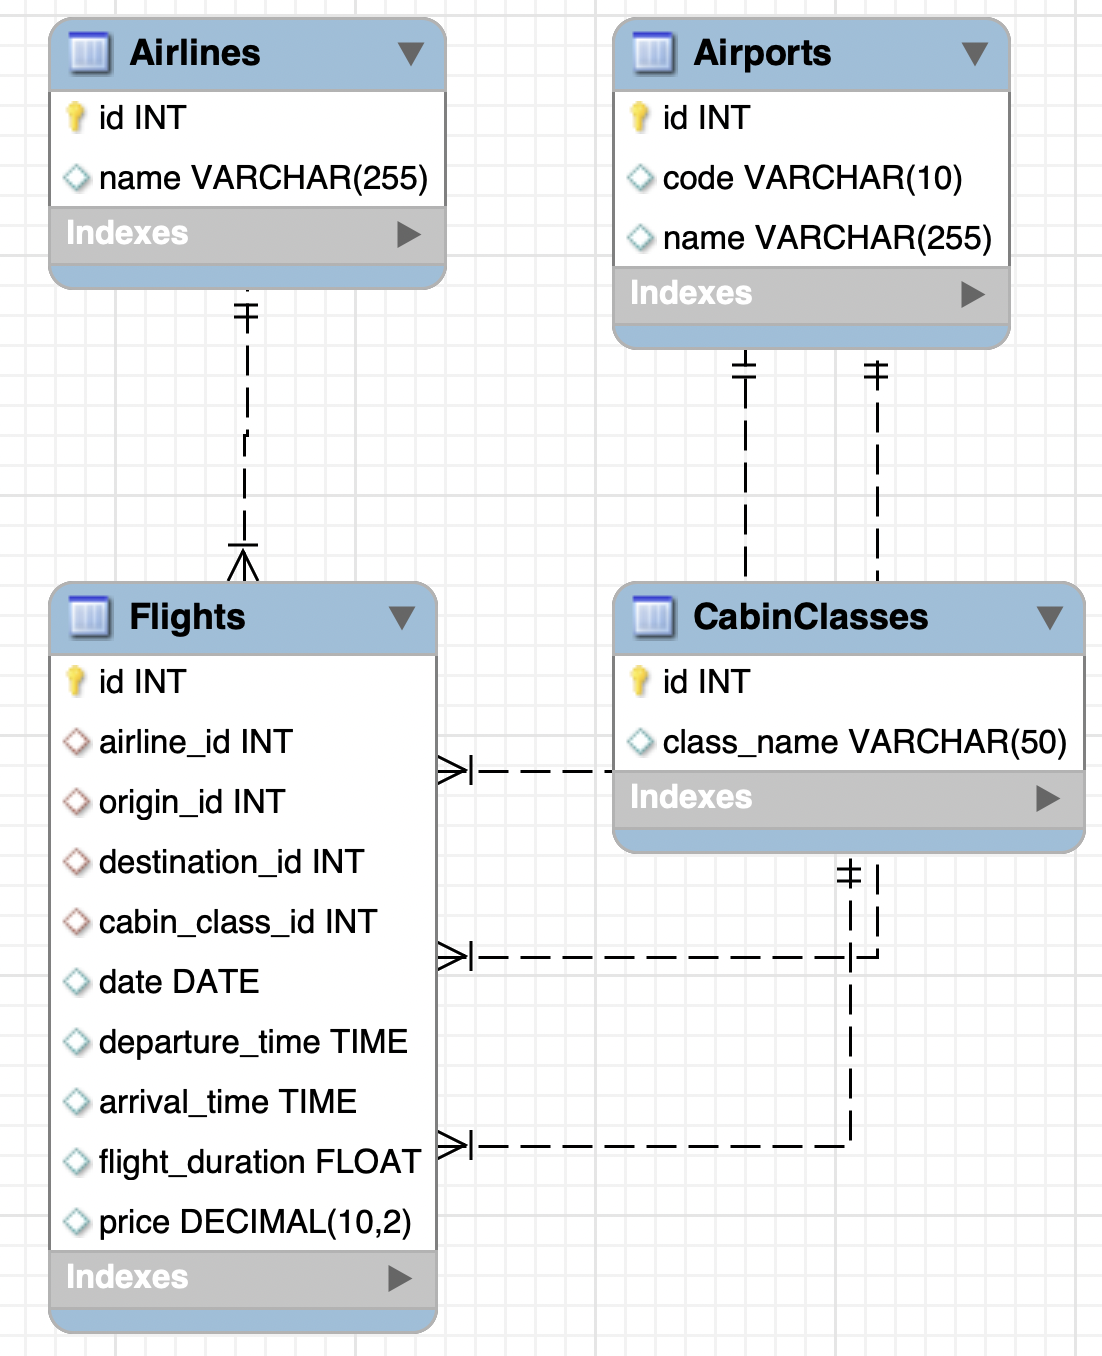 Airlines
id INT
name VARCHAR(255)
Indexes
Airports
id INT
code VARCHAR(10)
name VARCHAR(255)
Indexes
Flights
id INT
airline_id INT
origin_id INT
destination_id INT
cabin_class_id INT
date DATE
departure_time TIME
arrival_time TIME
flight_duration FLOAT
price DECIMAL(10,2)
Indexes
CabinClasses
id INT
class_name VARCHAR(50)
Indexes